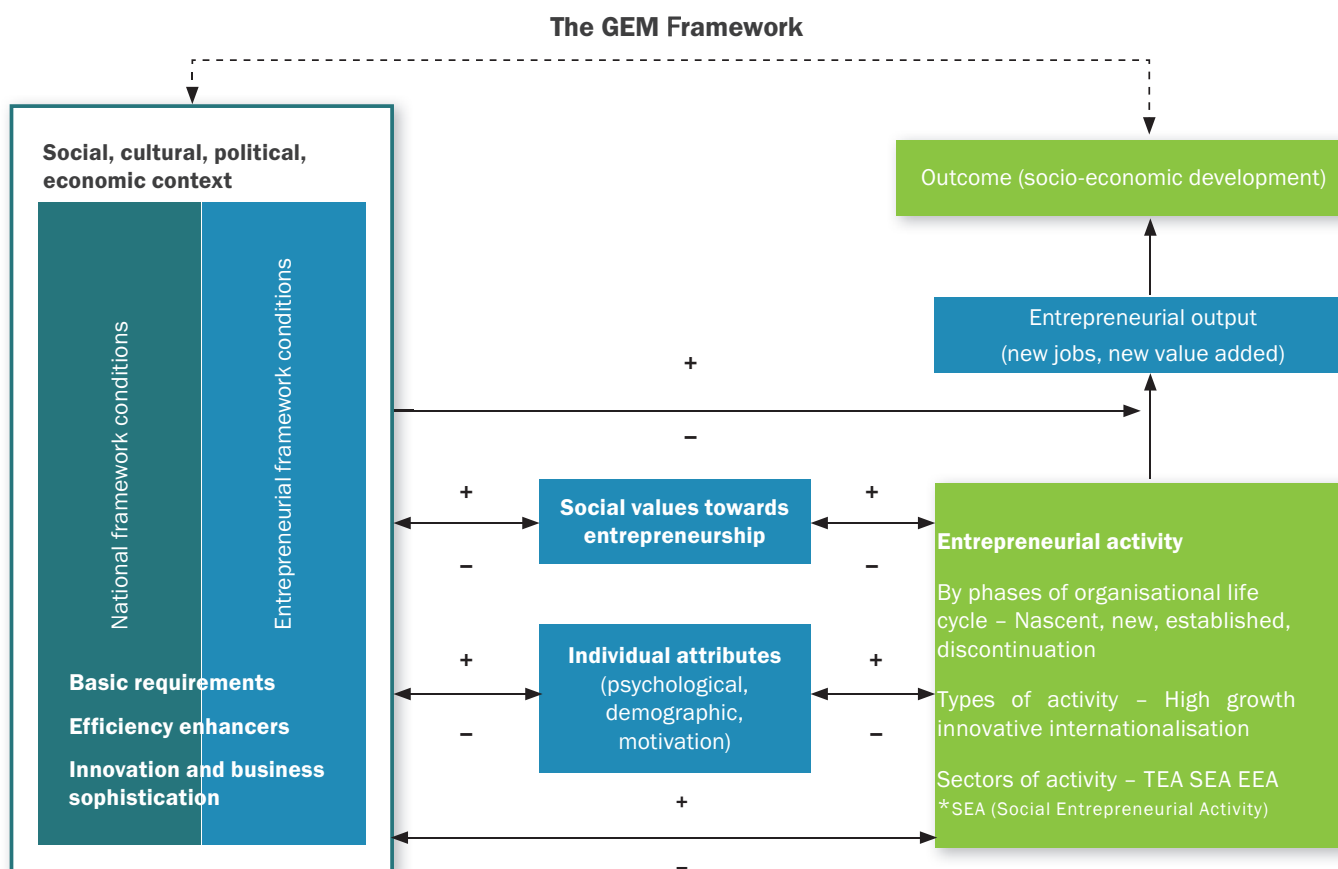 The GEM Framework
Social, cultural, political,
economic context
National framework conditions
Entrepreneurial framework conditions
Basic requirements
Efficiency enhancers
Innovation and business
sophistication
Outcome (socio-economic development)
Entrepreneurial output
(new jobs, new value added)
+
–
+
Social values towards
entrepreneurship
+
–
–
+
Individual attributes
(psychological,
demographic,
motivation)
+
–
–
+
–
Entrepreneurial activity
By phases of organisational life
cycle – Nascent, new, established,
discontinuation
Types of activity – High growth
innovative internationalisation
Sectors of activity – TEA SEA EEA
*SEA (Social Entrepreneurial Activity)